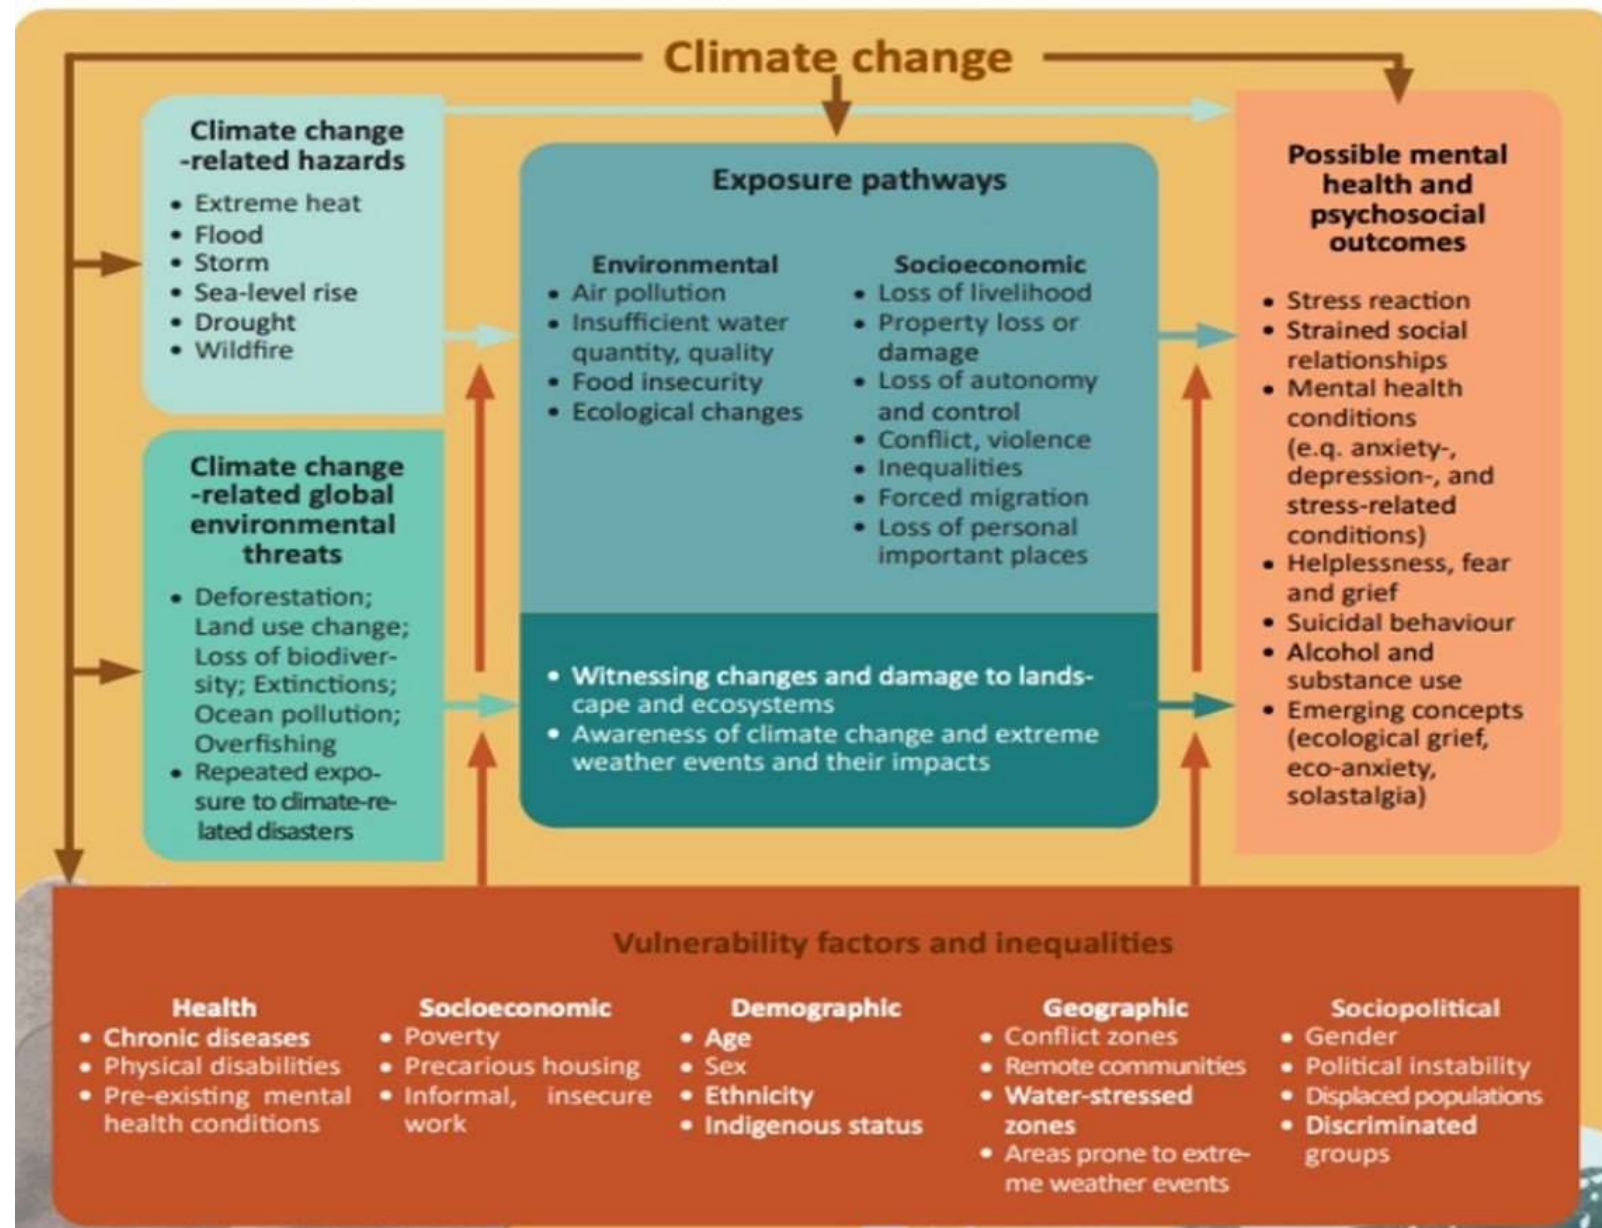 Climate change
Climate change
-related hazards
• Extreme heat
• Flood
• Storm
• Sea-level rise
• Drought
• Wildfire
Climate change
-related global
environmental
threats
• Deforestation;
Land use change;
Loss of biodiver-
sity; Extinctions;
Ocean pollution;
Overfishing
• Repeated expo-
sure to climate-re-
lated disasters
Exposure pathways
Environmental
• Air pollution
• Insufficient water
quantity, quality
• Food insecurity
• Ecological changes
Socioeconomic
• Loss of livelihood
• Property loss or
damage
• Loss of autonomy
and control
• Conflict, violence
• Inequalities
• Forced migration
• Loss of personal
important places
• Witnessing changes and damage to lands-
cape and ecosystems
• Awareness of climate change and extreme
weather events and their impacts
Possible mental
health and
psychosocial
outcomes
• Stress reaction
• Strained social
relationships
• Mental health
conditions
(e.g. anxiety-,
depression-, and
stress-related
conditions)
• Helplessness, fear
and grief
• Suicidal behaviour
• Alcohol and
substance use
• Emerging concepts
(ecological grief,
eco-anxiety,
solastalgia)
Vulnerability factors and inequalities
Health
• Chronic diseases
• Physical disabilities
• Pre-existing mental
health conditions
Socioeconomic
• Poverty
• Precarious housing
• Informal, insecure
work
Demographic
• Age
• Sex
• Ethnicity
• Indigenous status
Geographic
• Conflict zones
• Remote communities
• Water-stressed
zones
• Areas prone to extre-
me weather events
Sociopolitical
• Gender
• Political instability
• Displaced populations
• Discriminated
groups